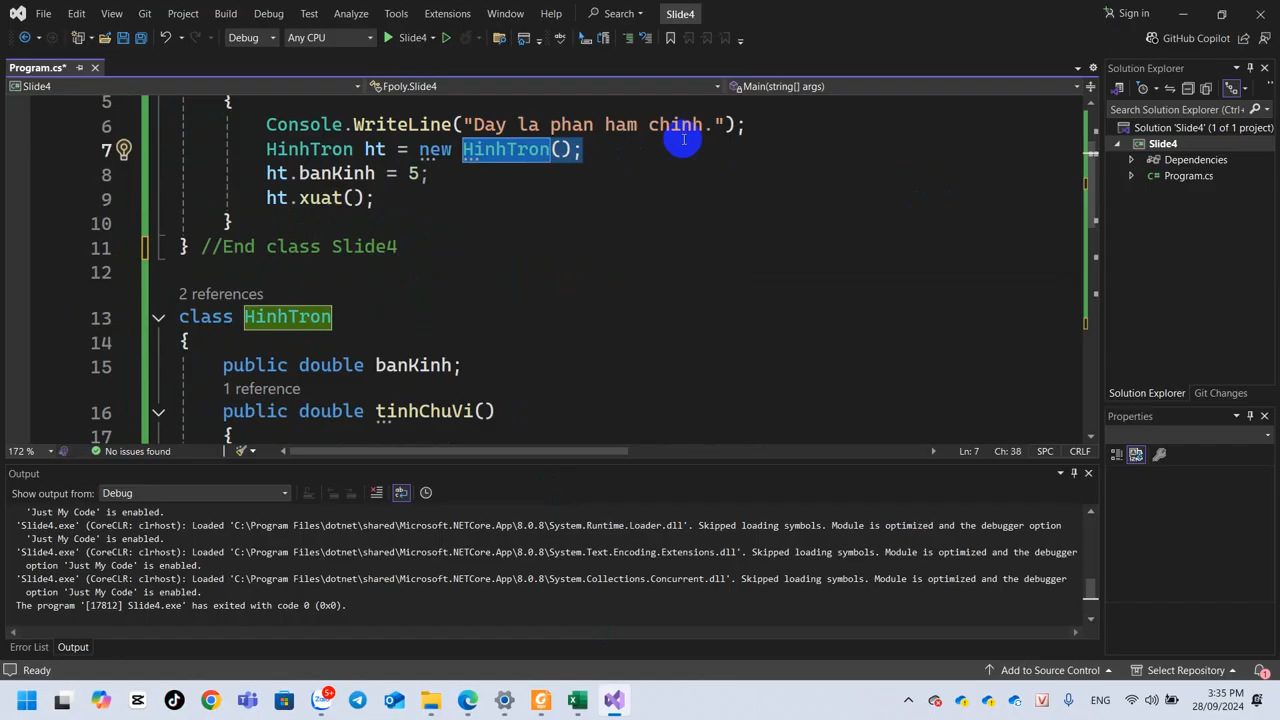 File Edit View Git Project Build Debug Test Analyze Tools Extensions Window Help Search Slide4 Sign in
Debug Any CPU Slide4 GitHub Copilot
Program.cs*
Slide4 Fpoly.Slide4 Main(string[] args)
5 {
6 Console.WriteLine("Day la phan ham chinh.");
7 HinhTron ht = new HinhTron();
8 ht.banKinh = 5;
9 ht.xuat();
10 }
11 } //End class Slide4
12
2 references
13 class HinhTron
14 {
15 public double banKinh;
1 reference
16 public double tinhChuVi()
17 {
172 % No issues found Ln: 7 Ch: 38 SPC CRLF
Output
Show output from: Debug
'Just My Code' is enabled.
'Slide4.exe' (CoreCLR: clrhost): Loaded 'C:\Program Files\dotnet\shared\Microsoft.NETCore.App\8.0.8\System.Runtime.Loader.dll'. Skipped loading symbols. Module is optimized and the debugger option
'Just My Code' is enabled.
'Slide4.exe' (CoreCLR: clrhost): Loaded 'C:\Program Files\dotnet\shared\Microsoft.NETCore.App\8.0.8\System.Text.Encoding.Extensions.dll'. Skipped loading symbols. Module is optimized and the debugger
option 'Just My Code' is enabled.
'Slide4.exe' (CoreCLR: clrhost): Loaded 'C:\Program Files\dotnet\shared\Microsoft.NETCore.App\8.0.8\System.Collections.Concurrent.dll'. Skipped loading symbols. Module is optimized and the debugger
option 'Just My Code' is enabled.
The program '[17812] Slide4.exe' has exited with code 0 (0x0).
Error List Output
Solution Explorer
Search Solution Explorer
Solution 'Slide4' (1 of 1 project)
Slide4
Dependencies
Program.cs
Solution Explorer Git Changes
Properties
Ready Add to Source Control Select Repository 1
5+ ENG 3:35 PM
28/09/2024